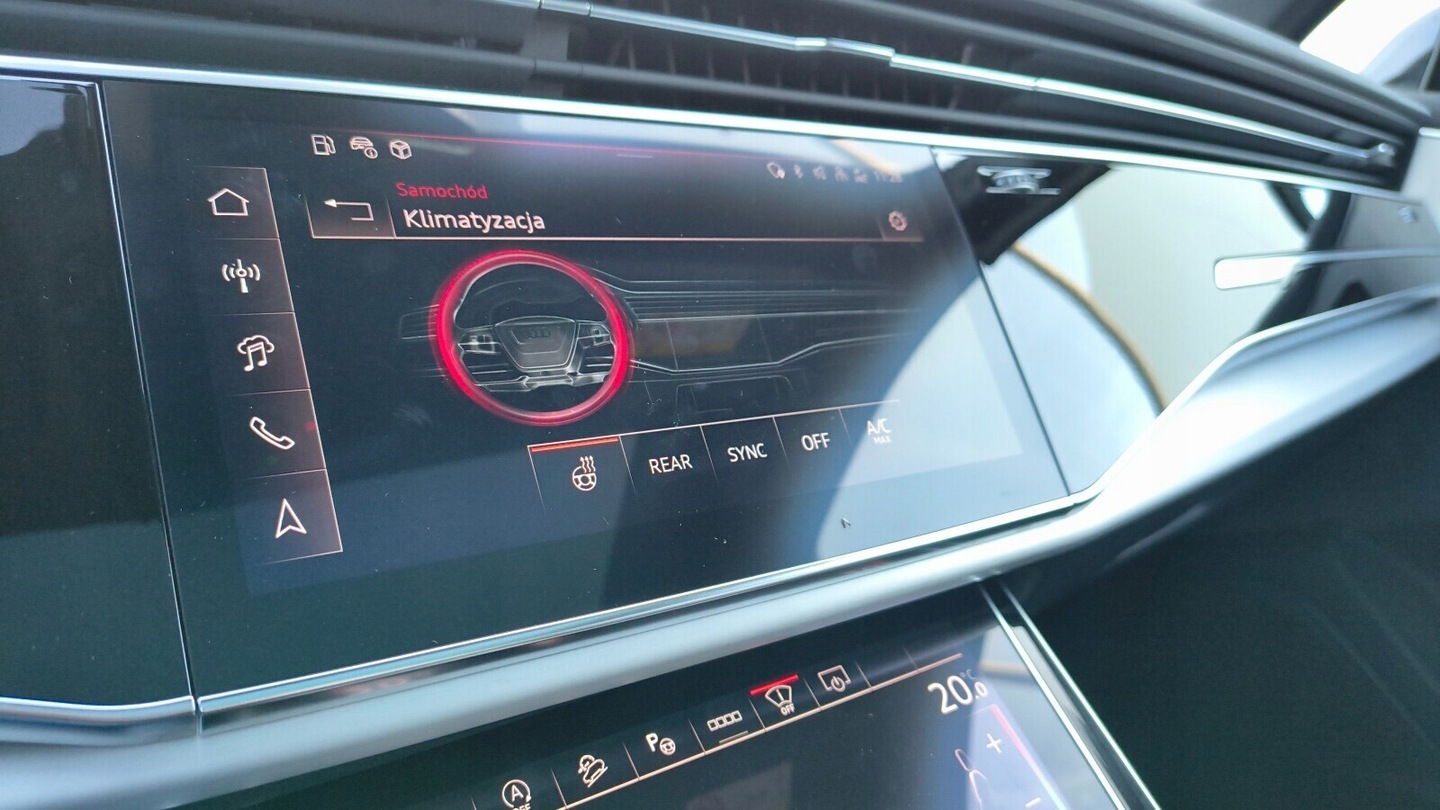 Samochód
Klimatyzacja
REAR
SYNC
OFF
A/C
MAX
P
OFF
20.0
°C
A